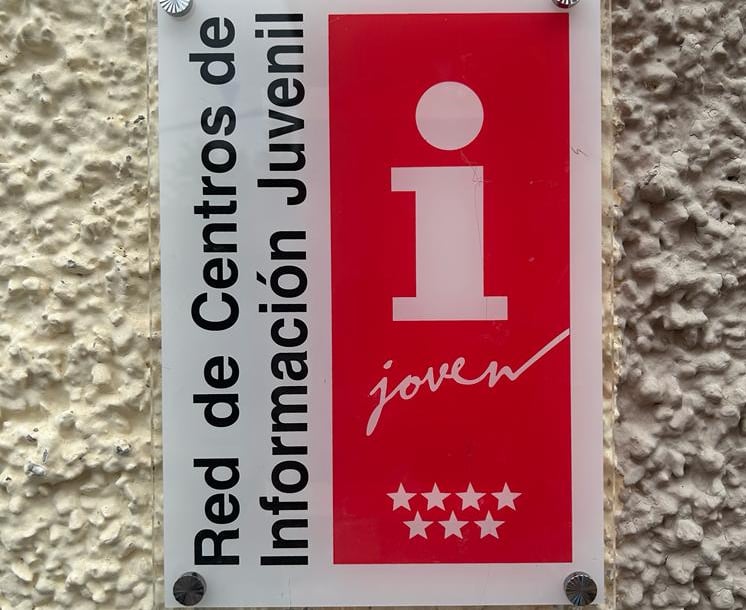 Red de Centros de
Información Juvenil
i
joven